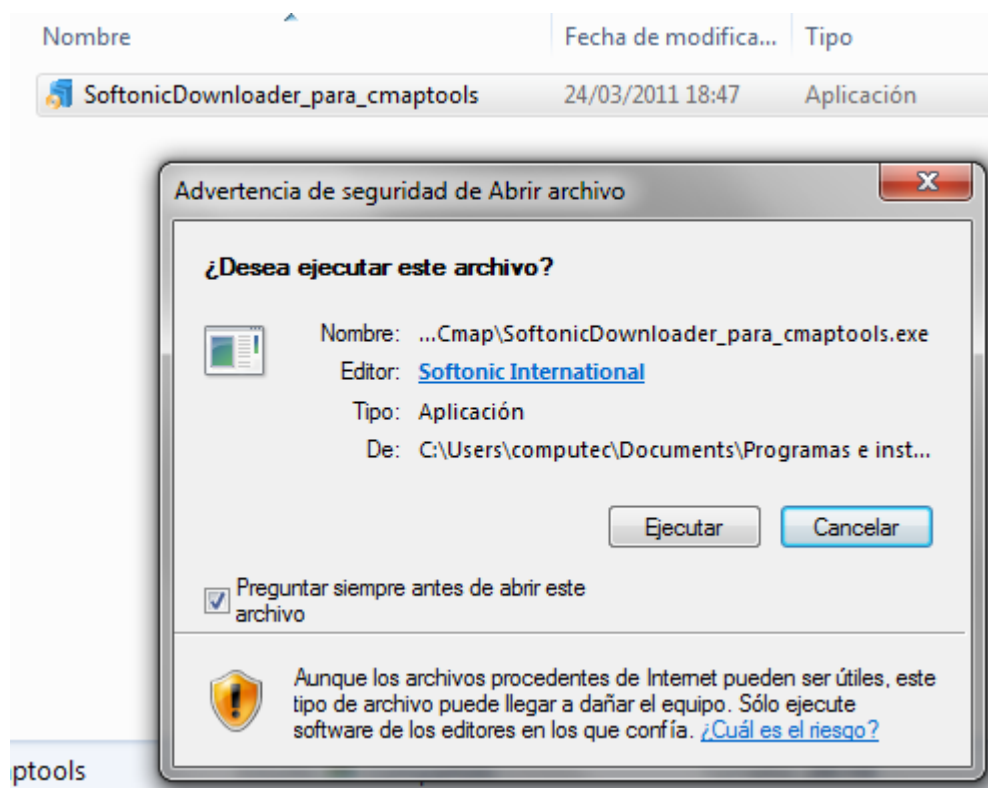 Nombre Fecha de modifica... Tipo
SoftonicDownloader_para_cmaptools 24/03/2011 18:47 Aplicación
Advertencia de seguridad de Abrir archivo
¿Desea ejecutar este archivo?
Nombre: ...Cmap\SoftonicDownloader_para_cmaptools.exe
Editor: Softonic International
Tipo: Aplicación
De: C:\Users\computec\Documents\Programas e inst...
Ejecutar Cancelar
Preguntar siempre antes de abrir este
archivo
Aunque los archivos procedentes de Internet pueden ser útiles, este
tipo de archivo puede llegar a dañar el equipo. Sólo ejecute
software de los editores en los que confía. ¿Cuál es el riesgo?
ptools